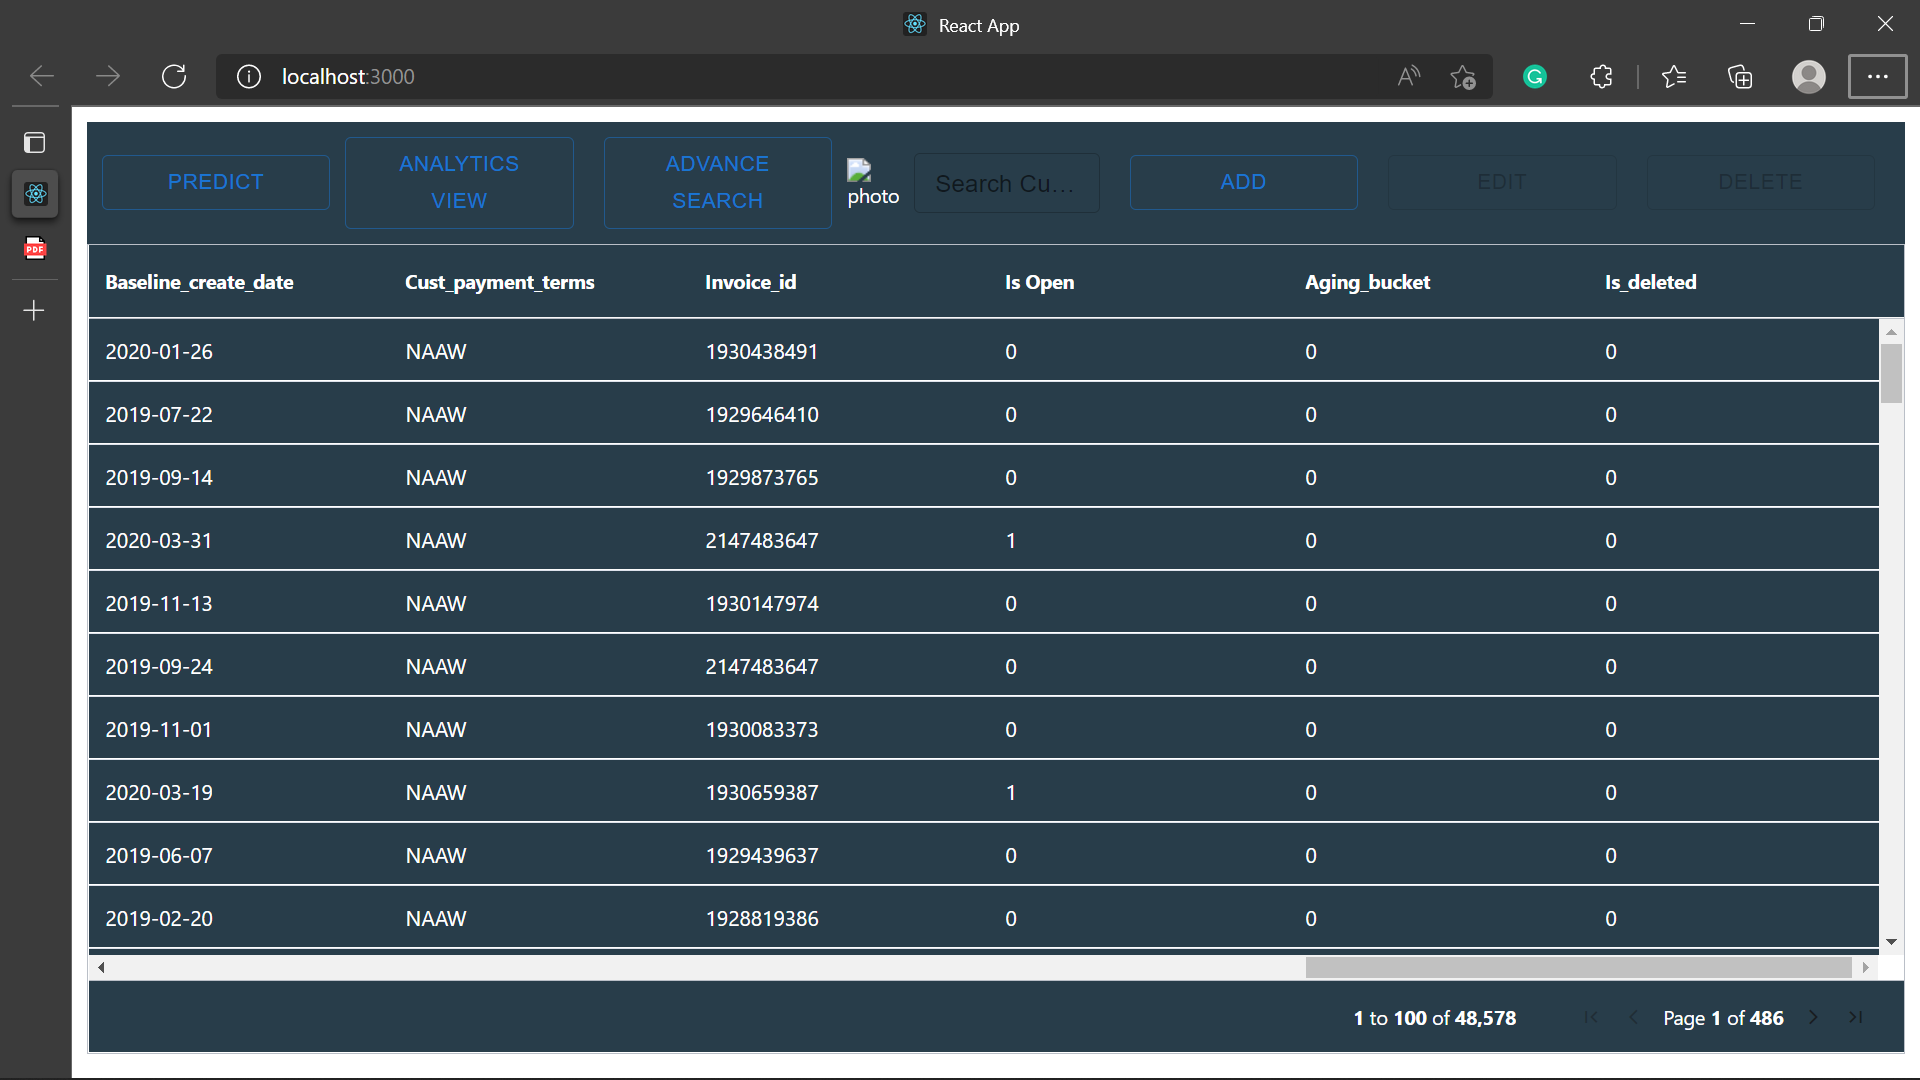 React App
localhost:3000
PREDICT
ANALYTICS
VIEW
ADVANCE
SEARCH
photo
Search Cu...
ADD
EDIT
DELETE
PDF
Baseline_create_date Cust_payment_terms Invoice_id Is Open Aging_bucket Is_deleted
2020-01-26 NAAW 1930438491 0 0 0
2019-07-22 NAAW 1929646410 0 0 0
2019-09-14 NAAW 1929873765 0 0 0
2020-03-31 NAAW 2147483647 1 0 0
2019-11-13 NAAW 1930147974 0 0 0
2019-09-24 NAAW 2147483647 0 0 0
2019-11-01 NAAW 1930083373 0 0 0
2020-03-19 NAAW 1930659387 1 0 0
2019-06-07 NAAW 1929439637 0 0 0
2019-02-20 NAAW 1928819386 0 0 0
1 to 100 of 48,578 Page 1 of 486